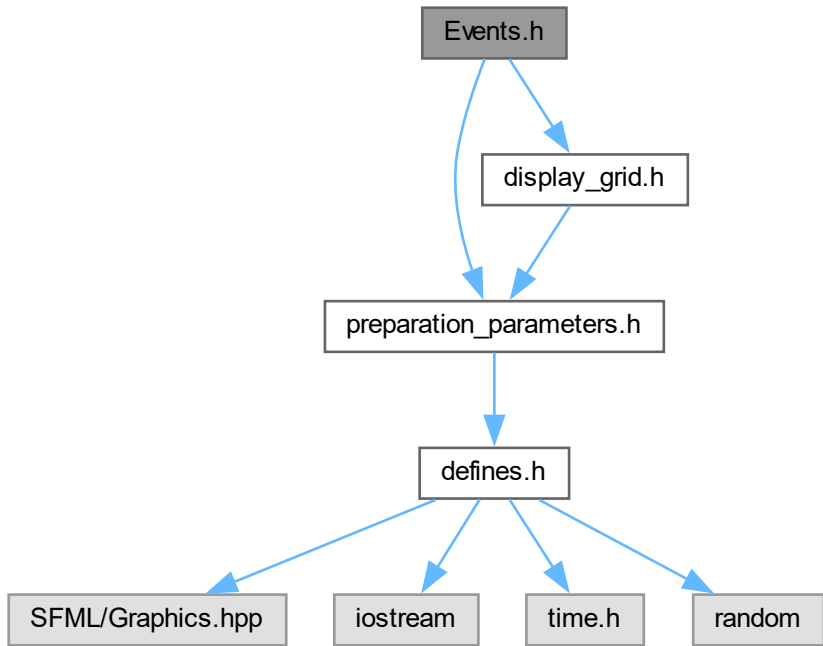 Events.h
display_grid.h
preparation_parameters.h
defines.h
SFML/Graphics.hpp
iostream
time.h
random